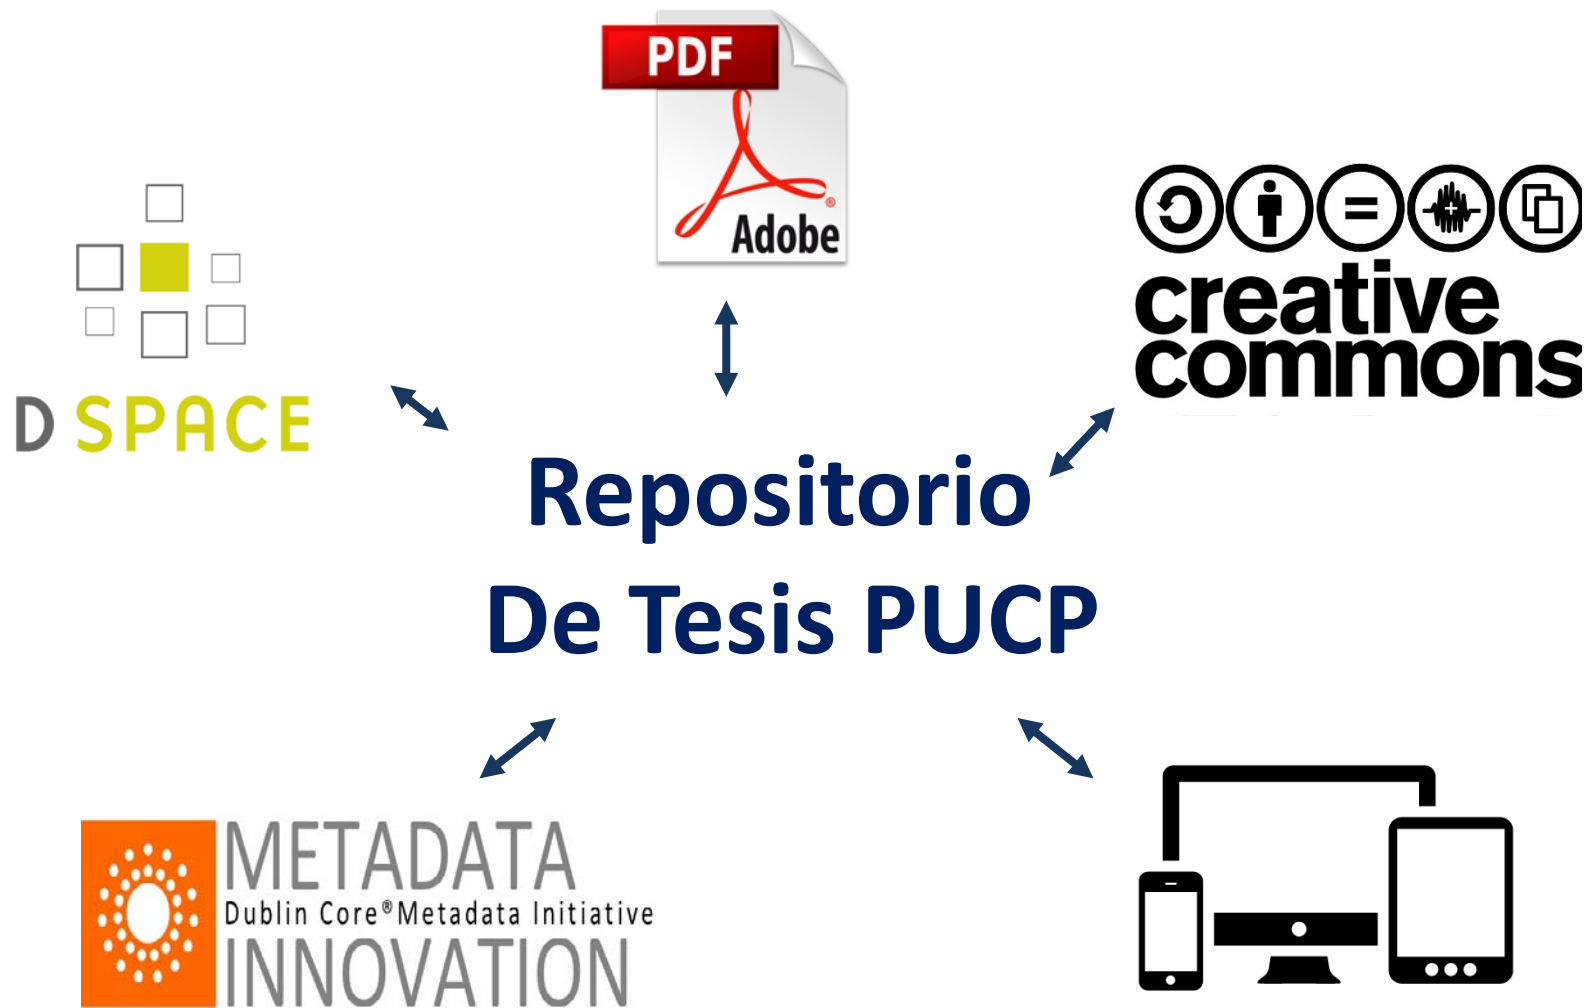 PDF
Adobe
creative
commons
D SPACE
Repositorio
De Tesis PUCP
METADATA
Dublin Core® Metadata Initiative
INNOVATION